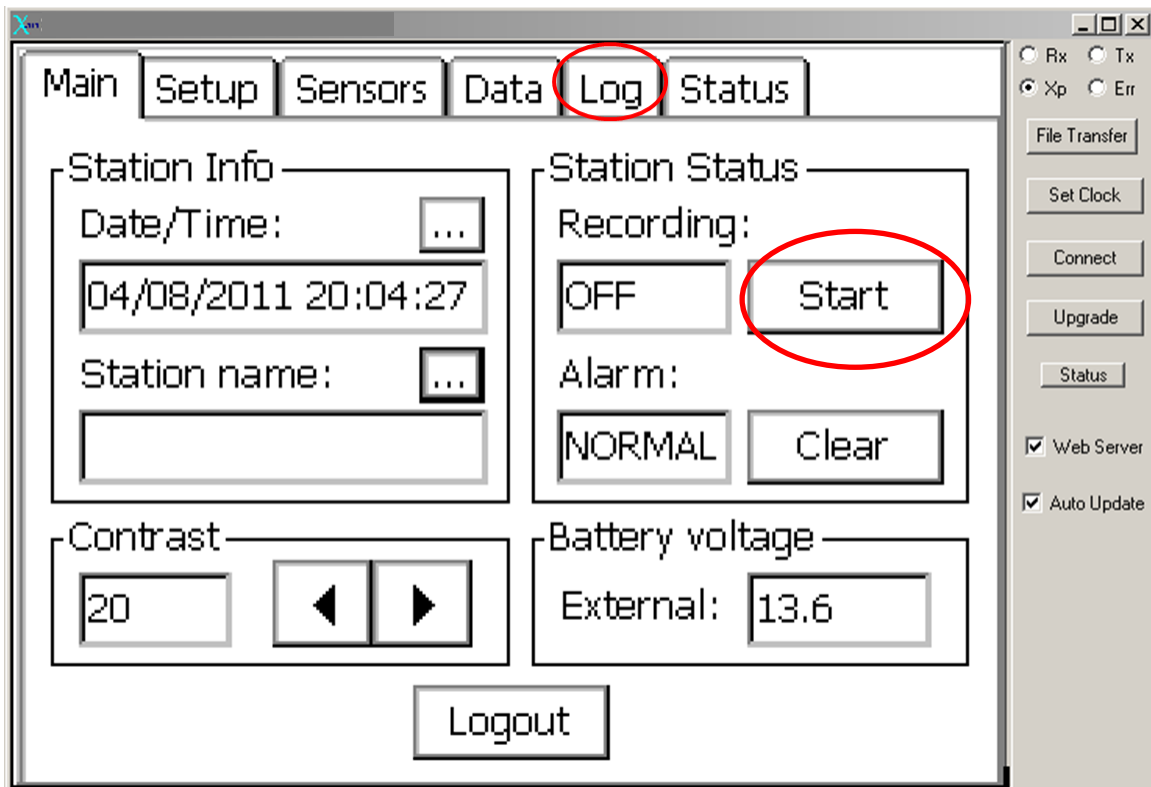 Main Setup Sensors Data Log Status
Station Info
Date/Time: ...
04/08/2011 20:04:27
Station name: ...
Station Status
Recording:
OFF Start
Alarm:
NORMAL Clear
Contrast
20
Battery voltage
External: 13.6
Logout
Rx Tx
Xp Err
File Transfer
Set Clock
Connect
Upgrade
Status
Web Server
Auto Update